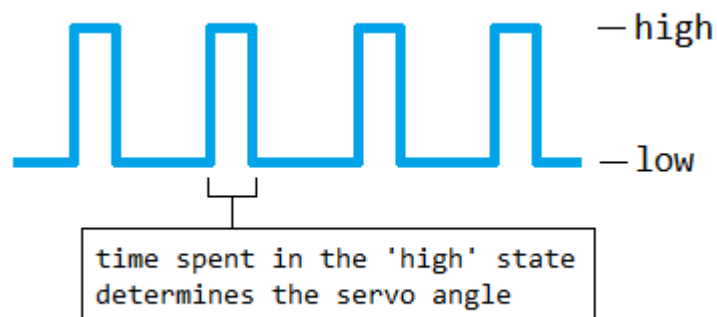 high
low
time spent in the 'high' state
determines the servo angle